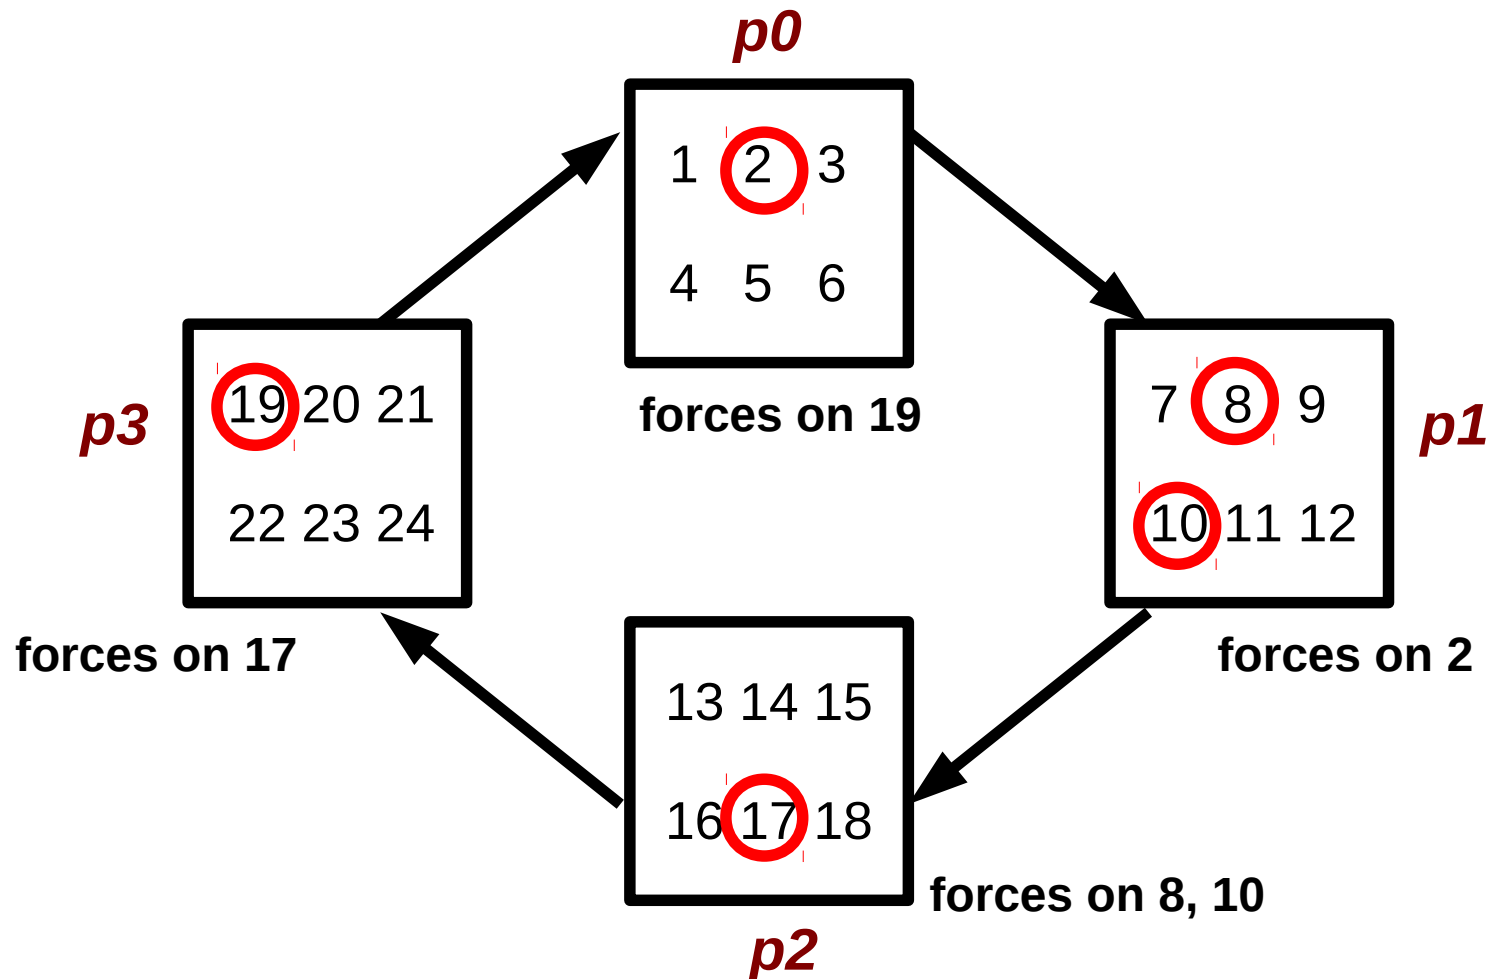 p0
1 2 3
4 5 6
forces on 19
p3
19 20 21
22 23 24
forces on 17
7 8 9
10 11 12
p1
forces on 2
13 14 15
16 17 18
forces on 8, 10
p2